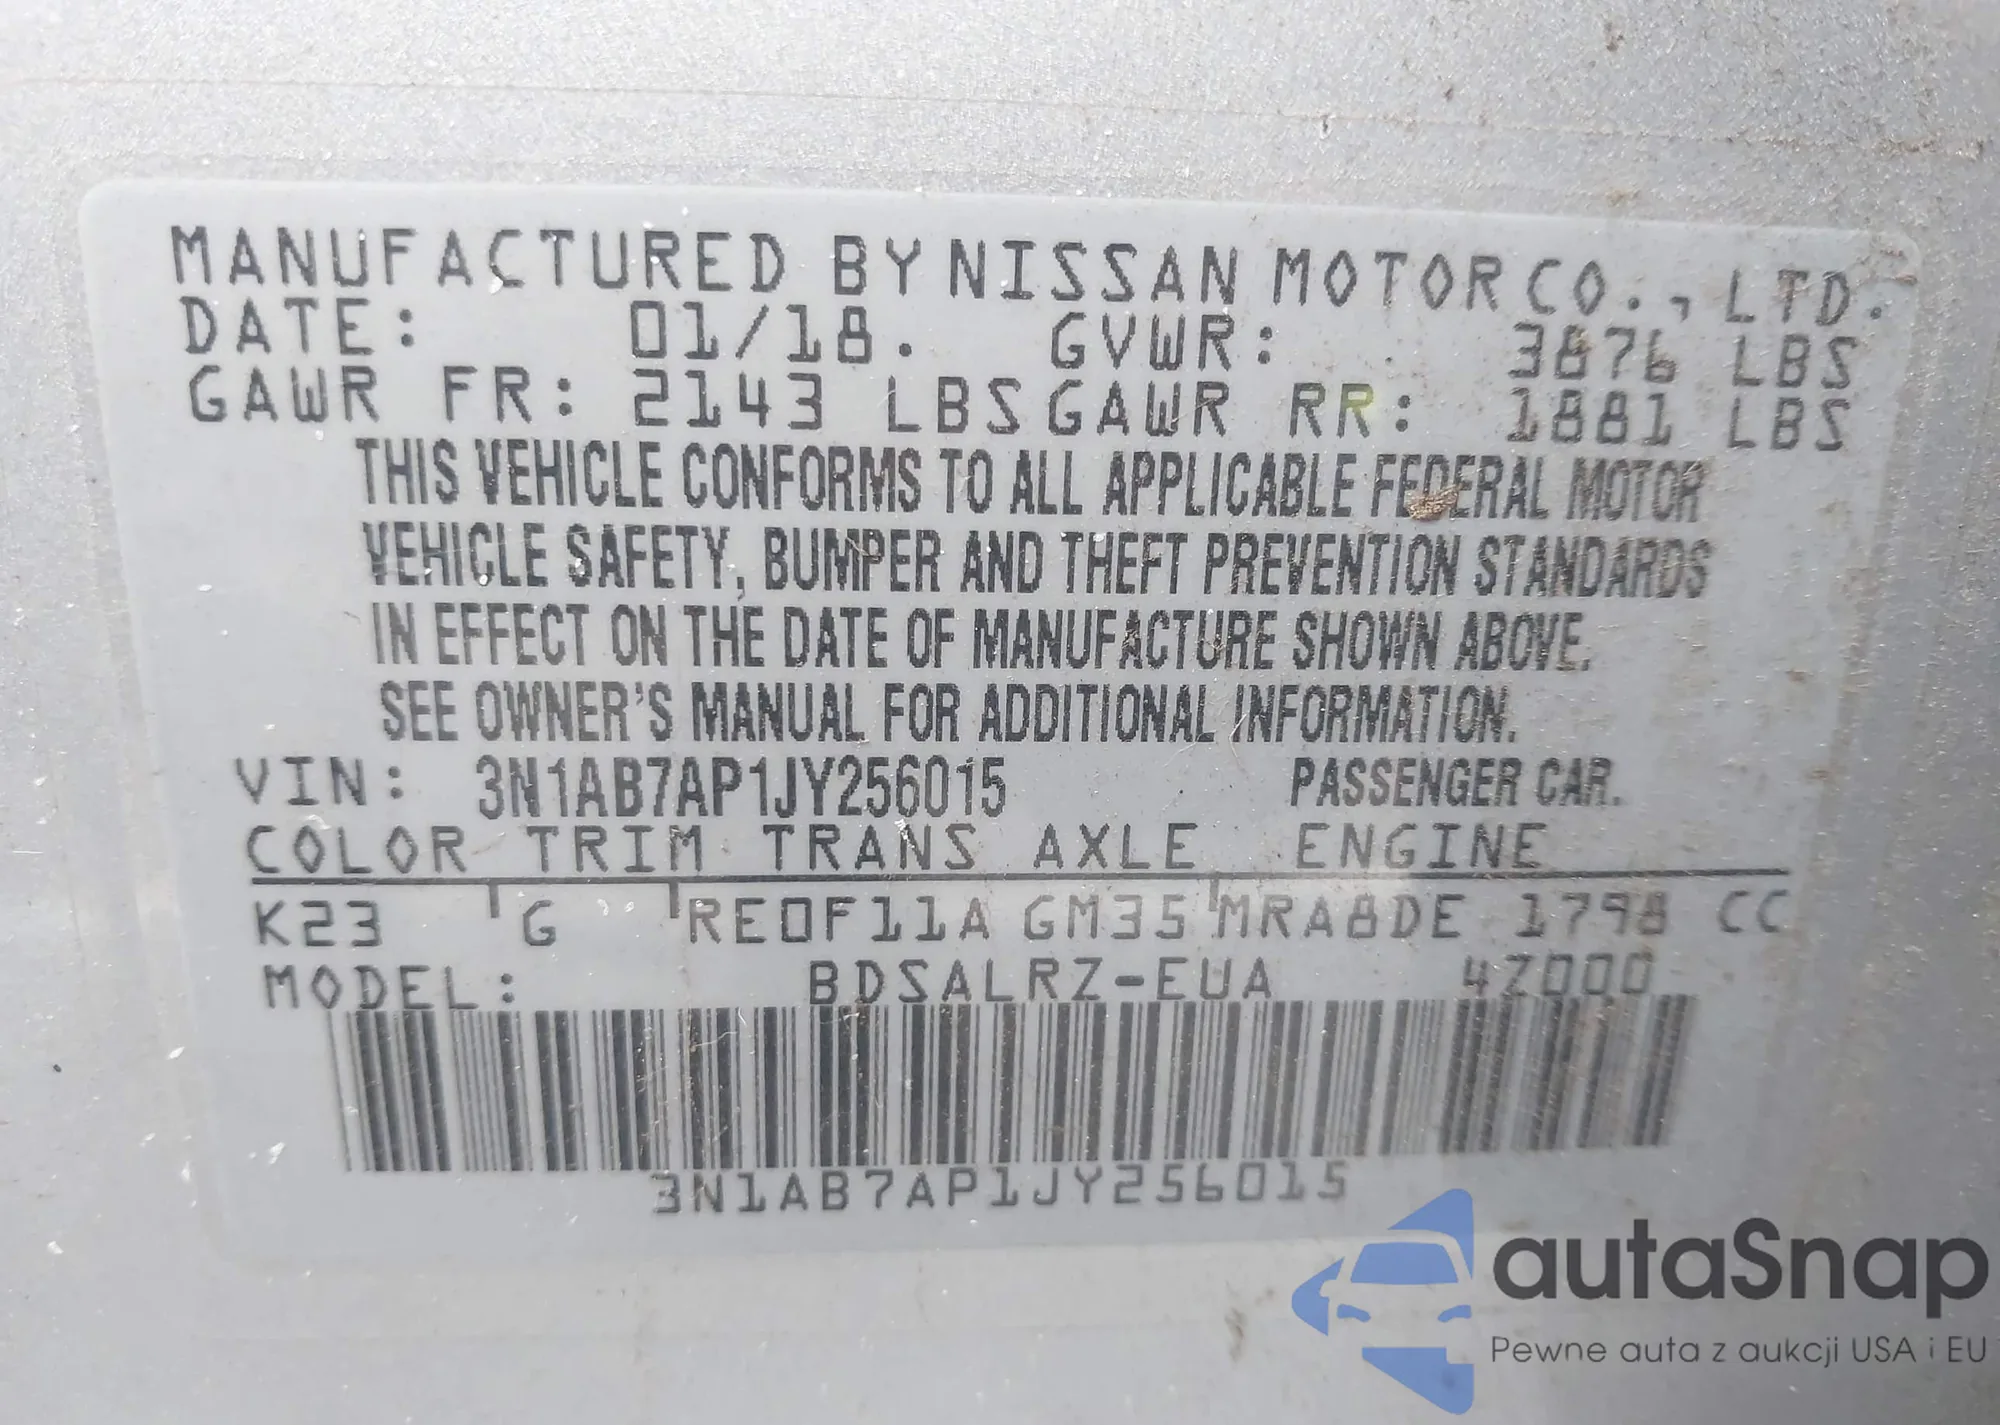 MANUFACTURED BY NISSAN MOTOR CO., LTD.
DATE: 01/18. GVWR: 3876 LBS
GAWR FR: 2143 LBS GAWR RR: 1881 LBS
THIS VEHICLE CONFORMS TO ALL APPLICABLE FEDERAL MOTOR
VEHICLE SAFETY, BUMPER AND THEFT PREVENTION STANDARDS
IN EFFECT ON THE DATE OF MANUFACTURE SHOWN ABOVE.
SEE OWNER'S MANUAL FOR ADDITIONAL INFORMATION.
VIN: 3N1AB7AP1JY256015 PASSENGER CAR.
COLOR TRIM TRANS AXLE ENGINE
K23 G RE0F11A GM35 MRA8DE 1798 CC
MODEL: BDSALRZ-EUA 4Z000
3N1AB7AP1JY256015
autaSnap
Pewne auta z aukcji USA i EU